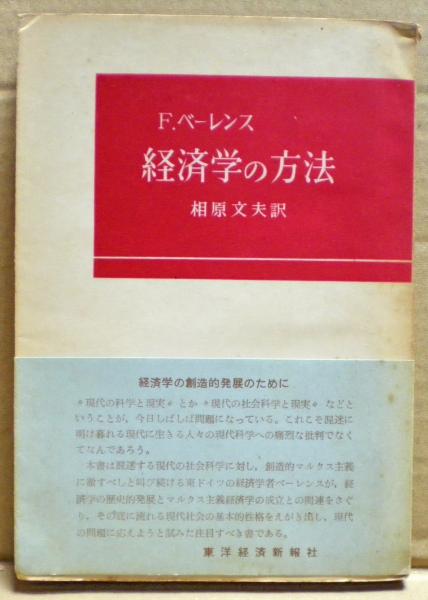 F.ベーレンス
経済学の方法
相原文夫訳
経済学の創造的発展のために
〝現代の科学と現実〟とか〝現代の社会科学と現実〟などと
いうことが、今日しばしば問題になっている。これこそ混迷に
明け暮れる現代に生きる人々の現代科学への痛烈な批判でなく
てなんであろう。
本書は混迷する現代の社会科学に対し、創造的マルクス主義
に徹すべしと叫び続ける東ドイツの経済学者ベーレンスが、経
済学の歴史的発展とマルクス主義経済学の成立との関連をさぐ
り、その底に流れる現代社会の基本的性格をえがき出し、現代
の問題に応えようと試みた注目すべき書である。
東洋経済新報社